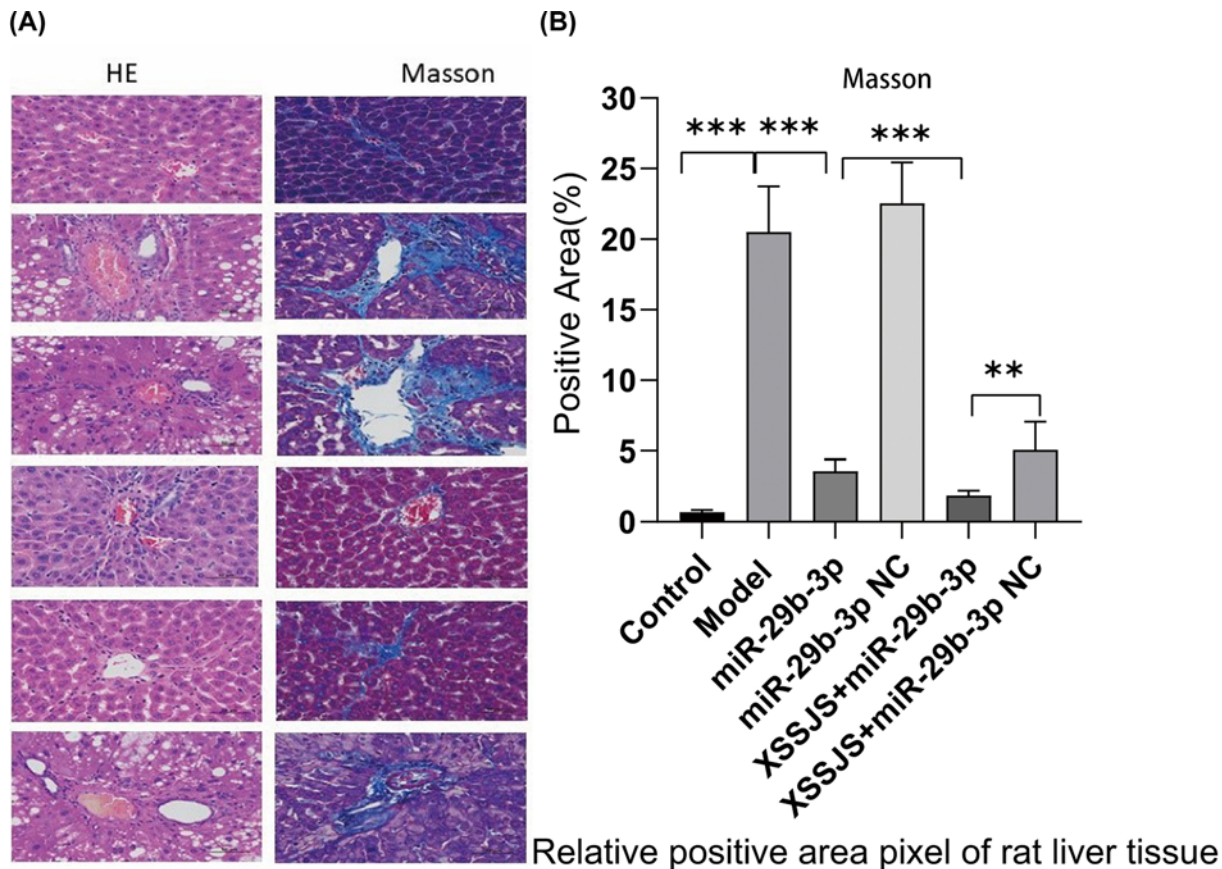 (A)
HE
Masson
(B)
Masson
Positive Area(%)
30
25
20
15
10
5
0
***
***
***
**
Control
Model
miR-29b-3p
miR-29b-3p NC
XSSJS+miR-29b-3p
XSSJS+miR-29b-3p NC
Relative positive area pixel of rat liver tissue